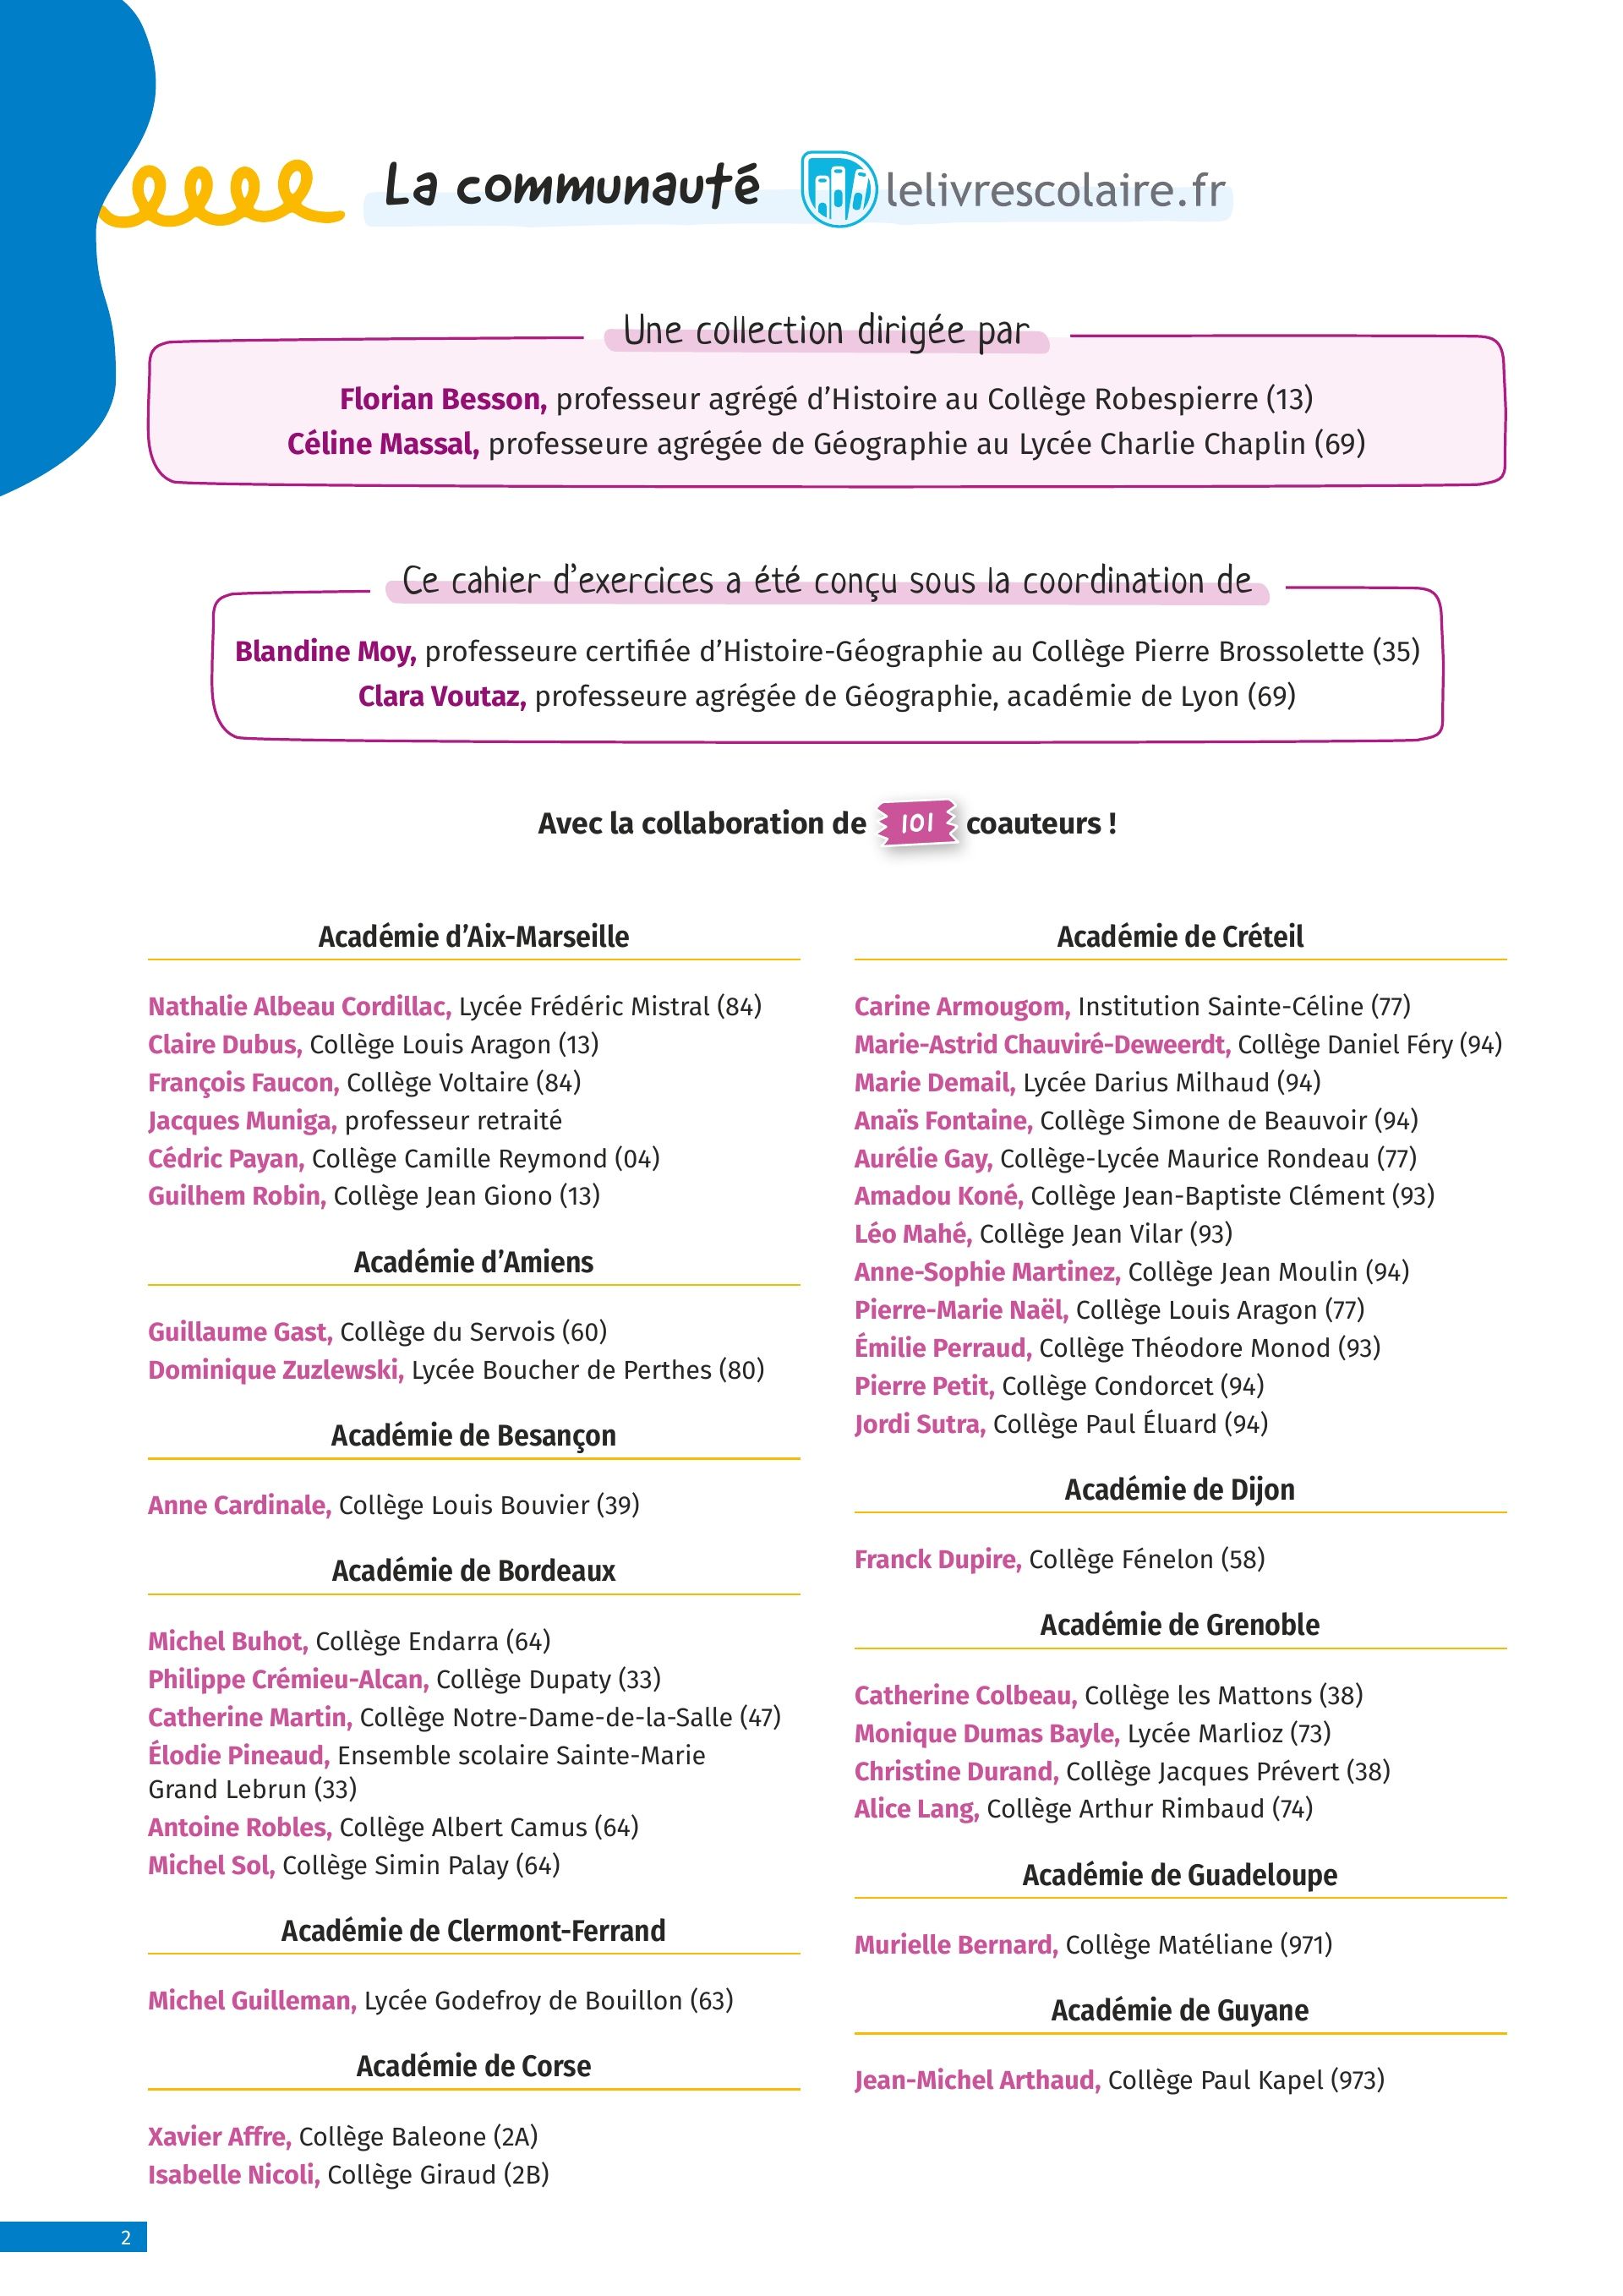 La communauté lelivrescolaire.fr
Une collection dirigée par
Florian Besson, professeur agrégé d’Histoire au Collège Robespierre (13)
Céline Massal, professeure agrégée de Géographie au Lycée Charlie Chaplin (69)
Ce cahier d’exercices a été conçu sous la coordination de
Blandine Moy, professeure certifiée d’Histoire-Géographie au Collège Pierre Brossolette (35)
Clara Voutaz, professeure agrégée de Géographie, académie de Lyon (69)
Avec la collaboration de 101 coauteurs !
Académie d’Aix-Marseille
Nathalie Albeau Cordillac, Lycée Frédéric Mistral (84)
Claire Dubus, Collège Louis Aragon (13)
François Faucon, Collège Voltaire (84)
Jacques Muniga, professeur retraité
Cédric Payan, Collège Camille Reymond (04)
Guilhem Robin, Collège Jean Giono (13)
Académie d’Amiens
Guillaume Gast, Collège du Servois (60)
Dominique Zuzlewski, Lycée Boucher de Perthes (80)
Académie de Besançon
Anne Cardinale, Collège Louis Bouvier (39)
Académie de Bordeaux
Michel Buhot, Collège Endarra (64)
Philippe Crémieu-Alcan, Collège Dupaty (33)
Catherine Martin, Collège Notre-Dame-de-la-Salle (47)
Élodie Pineaud, Ensemble scolaire Sainte-Marie
Grand Lebrun (33)
Antoine Robles, Collège Albert Camus (64)
Michel Sol, Collège Simin Palay (64)
Académie de Clermont-Ferrand
Michel Guilleman, Lycée Godefroy de Bouillon (63)
Académie de Corse
Xavier Affre, Collège Baleone (2A)
Isabelle Nicoli, Collège Giraud (2B)
Académie de Créteil
Carine Armougom, Institution Sainte-Céline (77)
Marie-Astrid Chauviré-Deweerdt, Collège Daniel Féry (94)
Marie Demail, Lycée Darius Milhaud (94)
Anaïs Fontaine, Collège Simone de Beauvoir (94)
Aurélie Gay, Collège-Lycée Maurice Rondeau (77)
Amadou Koné, Collège Jean-Baptiste Clément (93)
Léo Mahé, Collège Jean Vilar (93)
Anne-Sophie Martinez, Collège Jean Moulin (94)
Pierre-Marie Naël, Collège Louis Aragon (77)
Émilie Perraud, Collège Théodore Monod (93)
Pierre Petit, Collège Condorcet (94)
Jordi Sutra, Collège Paul Éluard (94)
Académie de Dijon
Franck Dupire, Collège Fénelon (58)
Académie de Grenoble
Catherine Colbeau, Collège les Mattons (38)
Monique Dumas Bayle, Lycée Marlioz (73)
Christine Durand, Collège Jacques Prévert (38)
Alice Lang, Collège Arthur Rimbaud (74)
Académie de Guadeloupe
Murielle Bernard, Collège Matéliane (971)
Académie de Guyane
Jean-Michel Arthaud, Collège Paul Kapel (973)
2